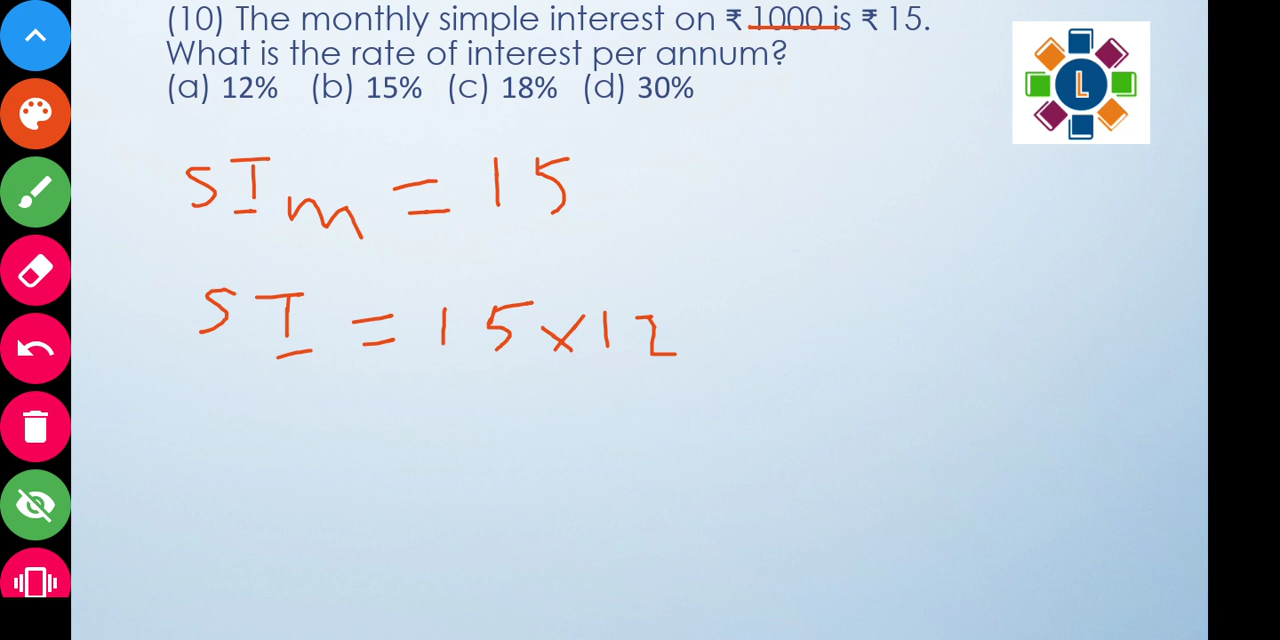 (10) The monthly simple interest on ₹ 1000 is ₹ 15.
What is the rate of interest per annum?
(a) 12% (b) 15% (c) 18% (d) 30%
L
SIm = 15
SI = 15×12